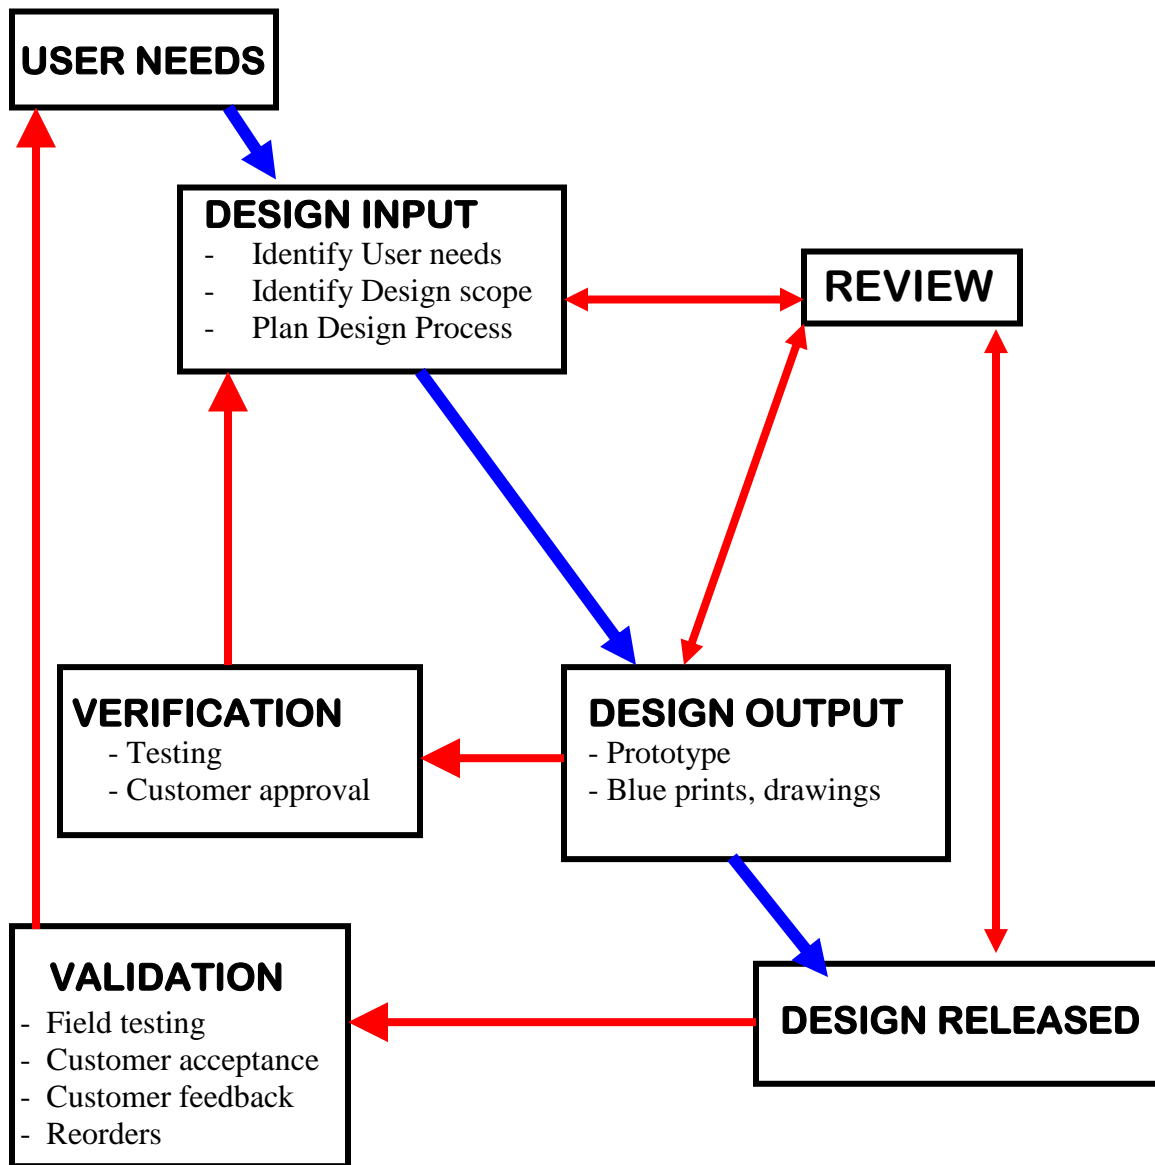 USER NEEDS
DESIGN INPUT
- Identify User needs
- Identify Design scope
- Plan Design Process
REVIEW
VERIFICATION
- Testing
- Customer approval
DESIGN OUTPUT
- Prototype
- Blue prints, drawings
VALIDATION
- Field testing
- Customer acceptance
- Customer feedback
- Reorders
DESIGN RELEASED